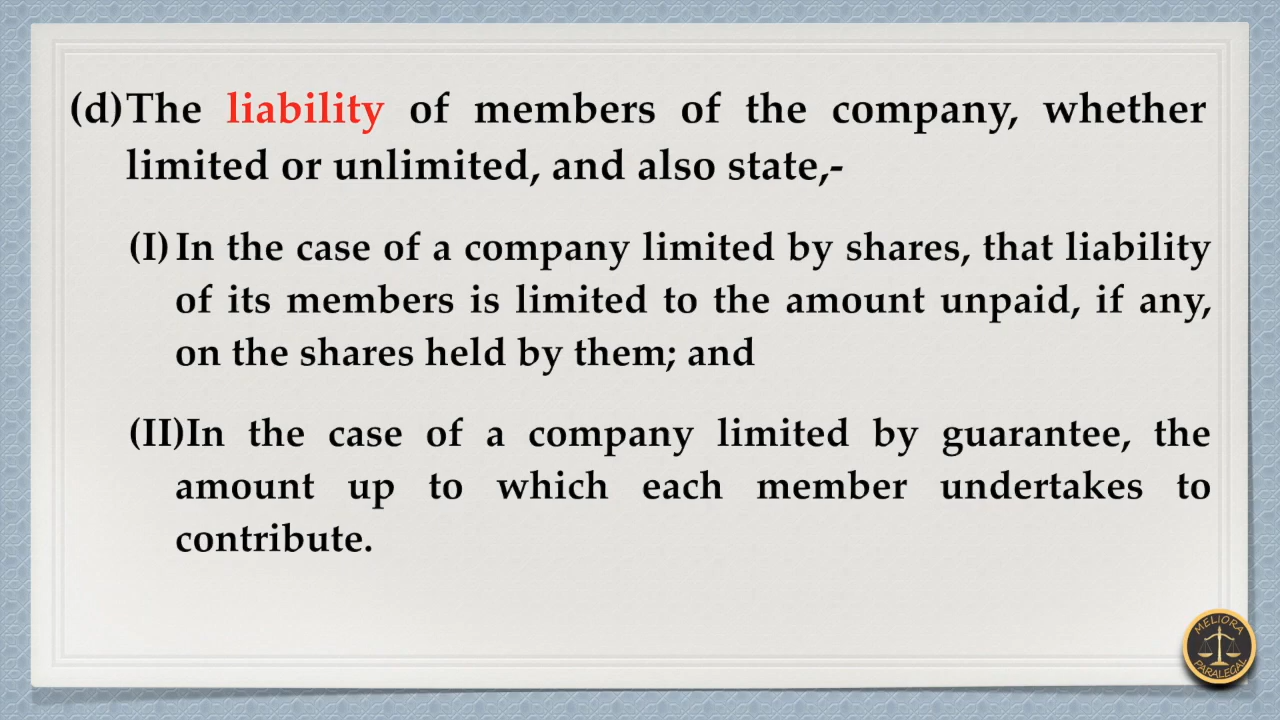 (d)The liability of members of the company, whether
limited or unlimited, and also state,-
(I) In the case of a company limited by shares, that liability
of its members is limited to the amount unpaid, if any,
on the shares held by them; and
(II)In the case of a company limited by guarantee, the
amount up to which each member undertakes to
contribute.
MELIORA
PARALEGAL